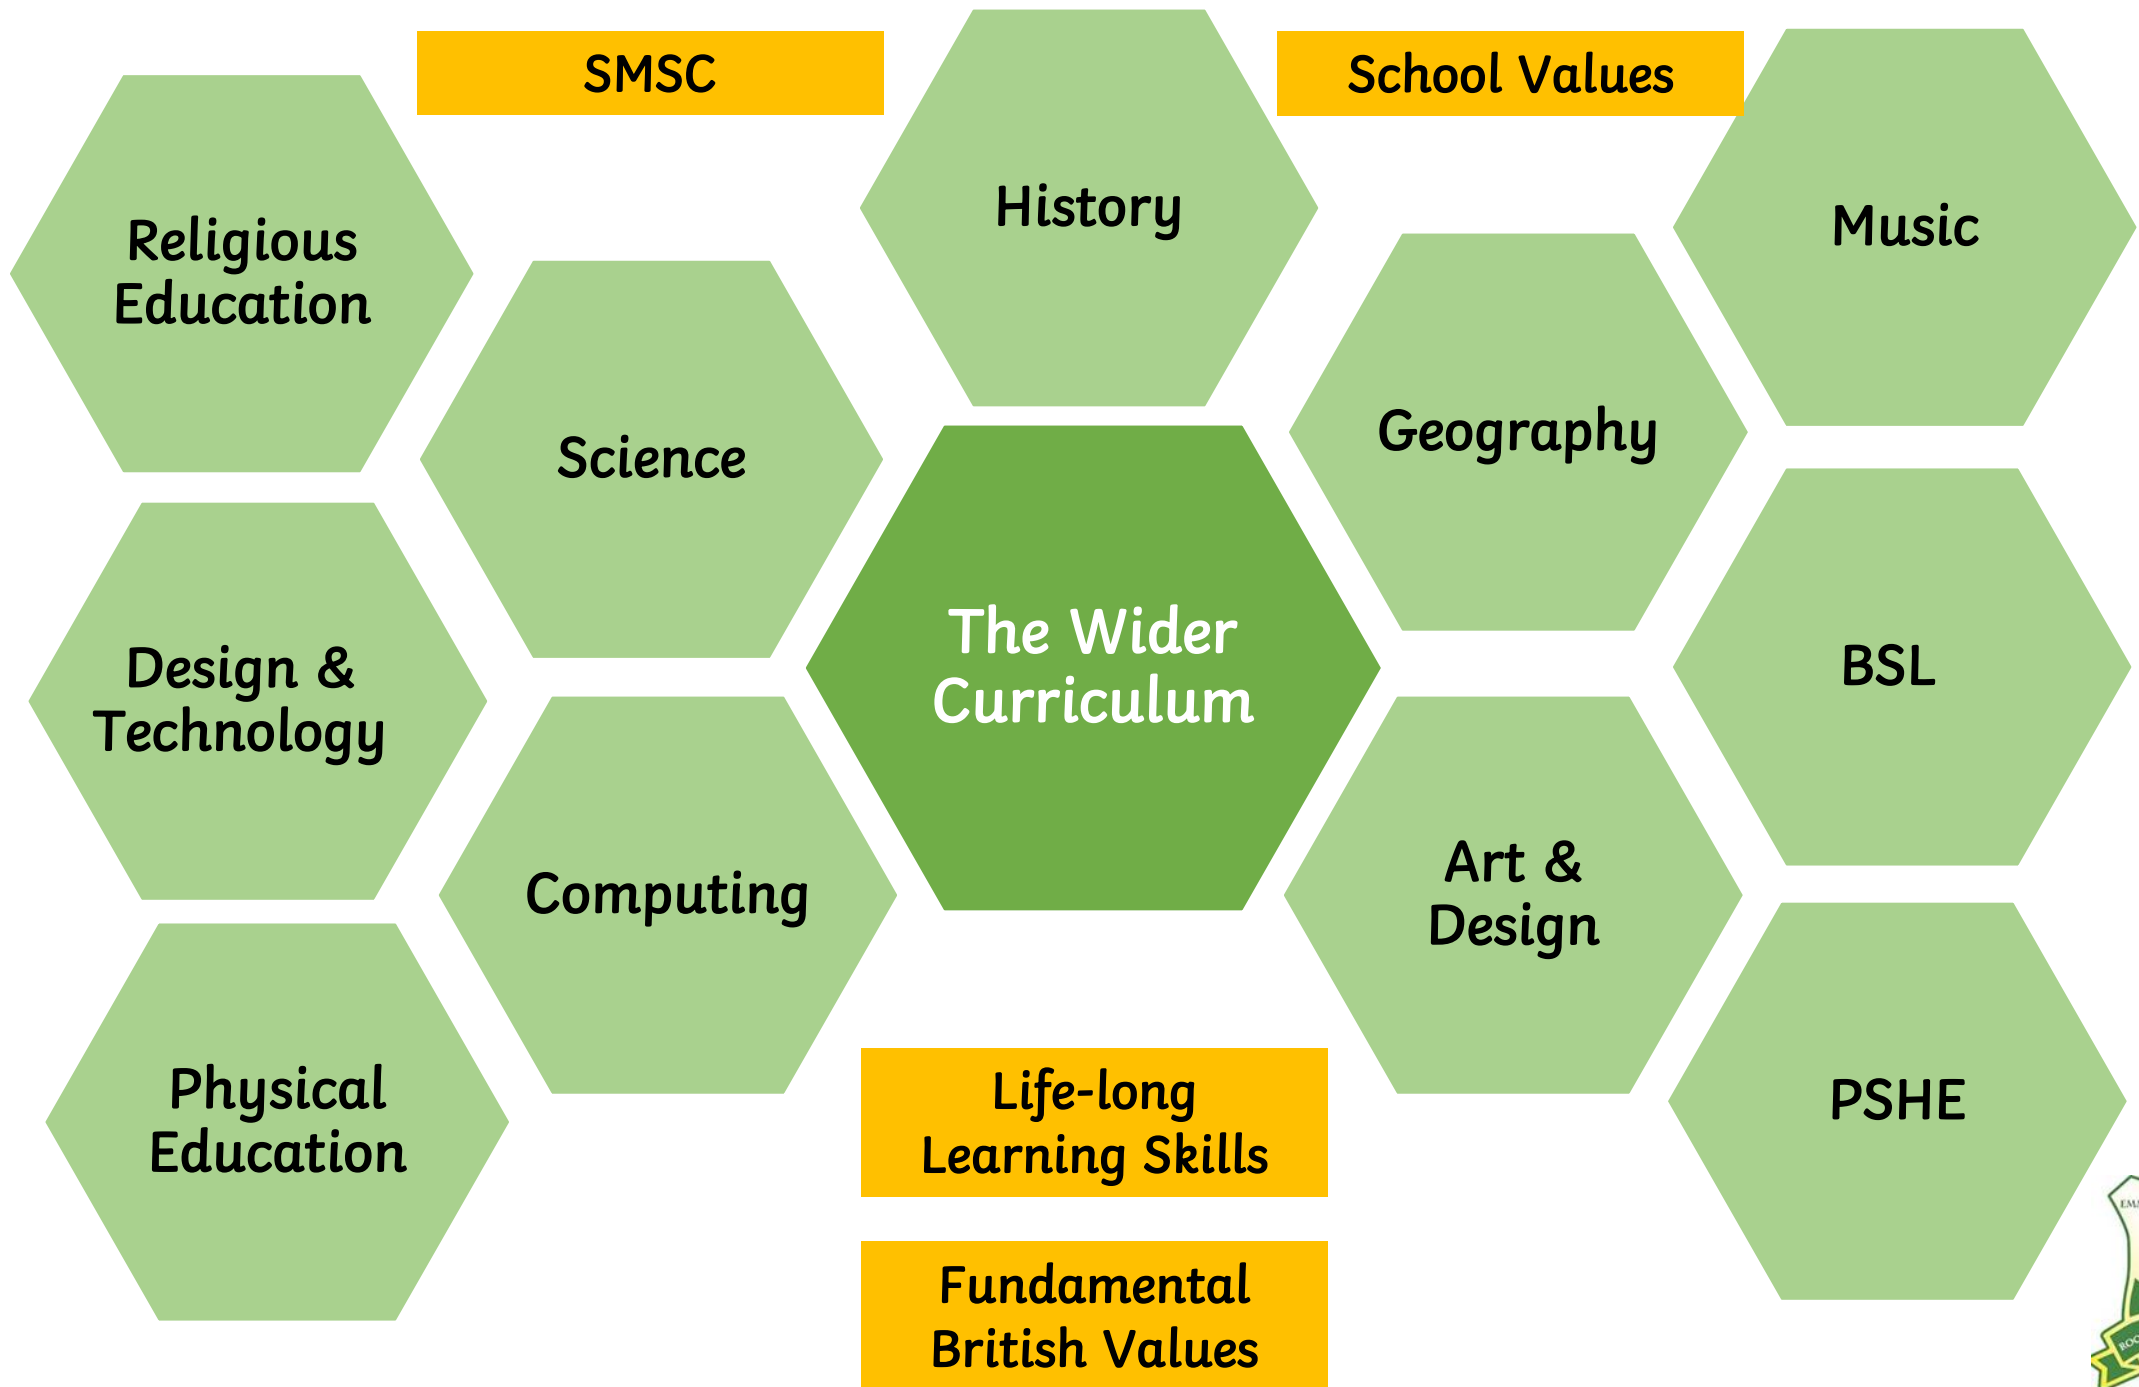 SMSC
School Values
History
Music
Religious
Education
Geography
Science
The Wider
Curriculum
Design &
Technology
BSL
Computing
Art &
Design
Physical
Education
PSHE
Life-long
Learning Skills
Fundamental
British Values